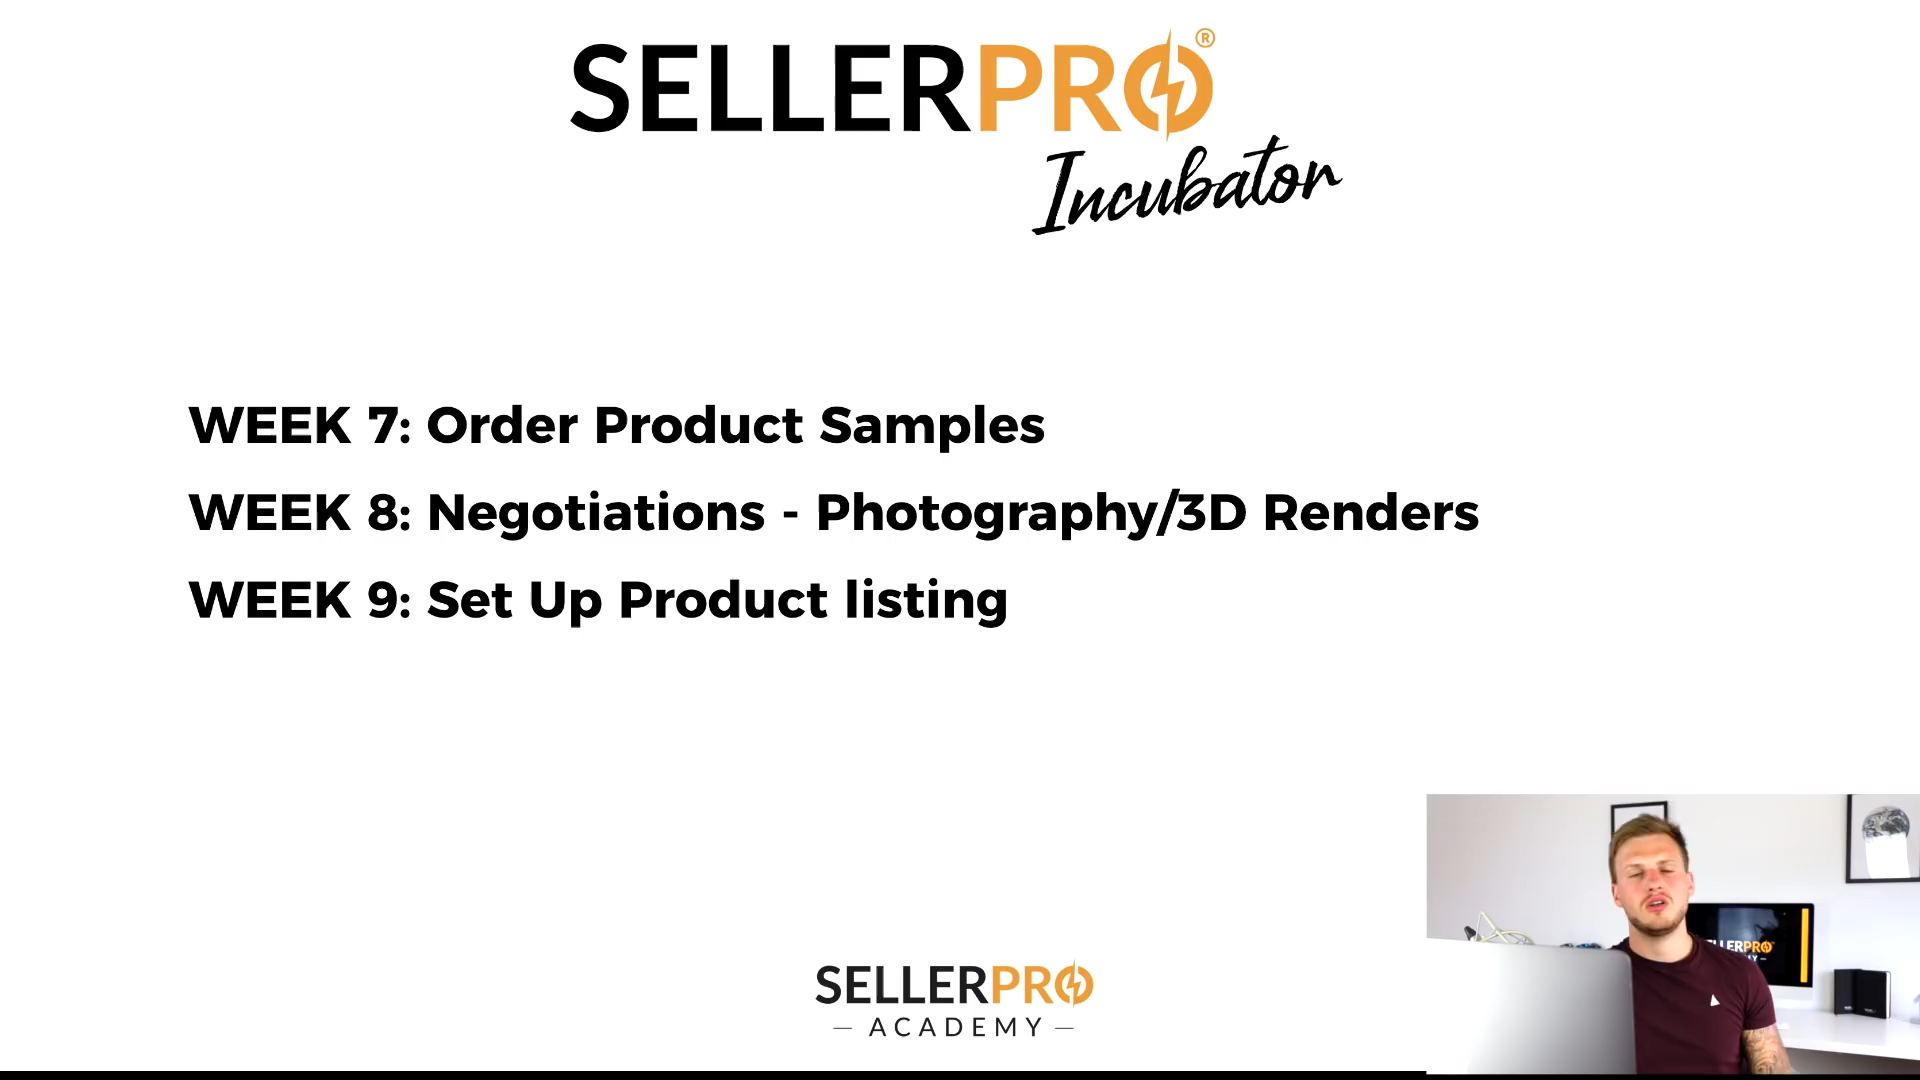 SELLERPRO®
Incubator
WEEK 7: Order Product Samples
WEEK 8: Negotiations - Photography/3D Renders
WEEK 9: Set Up Product listing
SELLERPRO
— ACADEMY —
LLERPRO